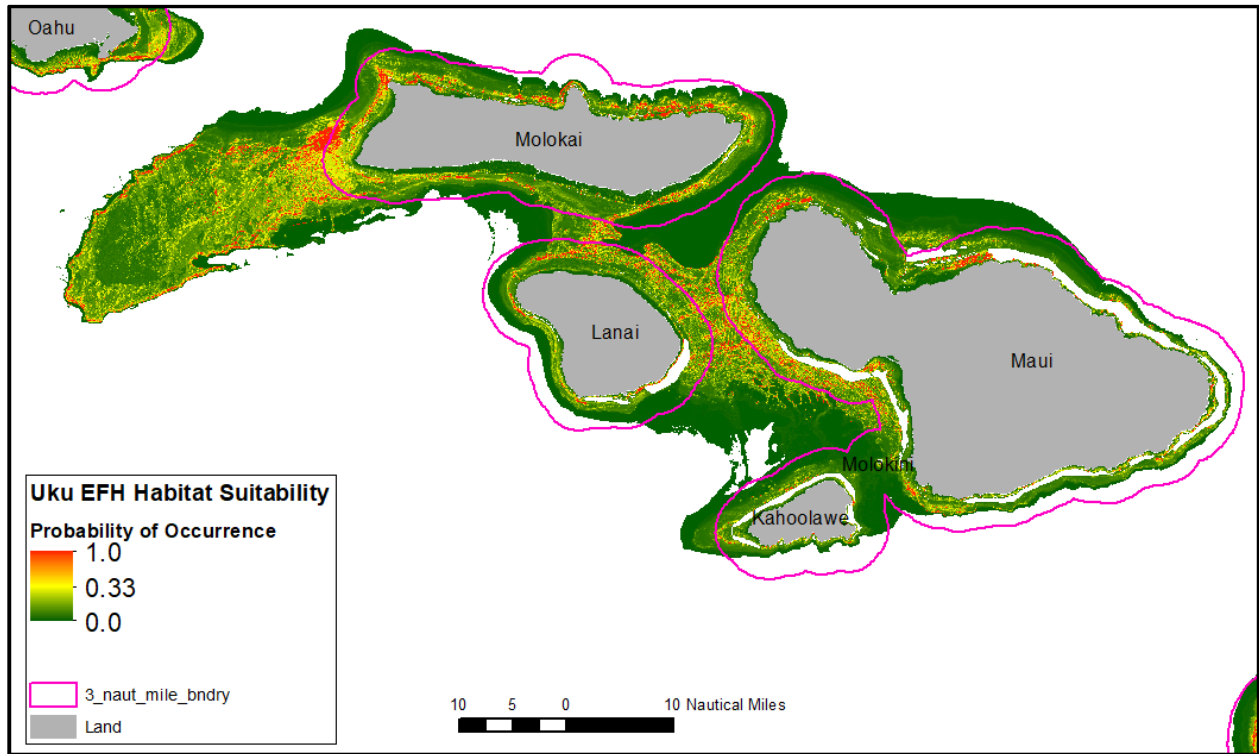 Oahu
Molokai
Lanai
Maui
Molokini
Kahoolawe
Uku EFH Habitat Suitability
Probability of Occurrence
1.0
0.33
0.0
3_naut_mile_bndry
Land
10 5 0 10 Nautical Miles